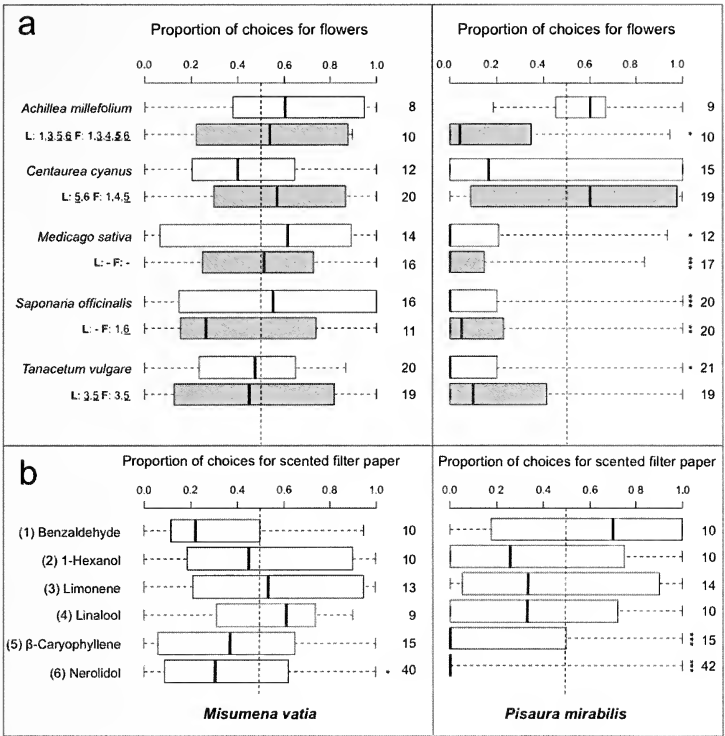 a
Proportion of choices for flowers
Proportion of choices for flowers
0.0 0.2 0.4 0.6 0.8 1.0
0.0 0.2 0.4 0.6 0.8 1.0
Achillea millefolium 8 9
L: 1,3,5,6 F: 1,3,4,5,6 10 * 10
Centaurea cyanus 12 15
L: 5,6 F: 1,4,5 20 19
Medicago sativa 14 * 12
L: - F: - 16 *** 17
Saponaria officinalis 16 *** 20
L: - F: 1,6 11 ** 20
Tanacetum vulgare 20 * 21
L: 3,5 F: 3,5 19 19
b
Proportion of choices for scented filter paper
Proportion of choices for scented filter paper
0.0 0.2 0.4 0.6 0.8 1.0
0.0 0.2 0.4 0.6 0.8 1.0
(1) Benzaldehyde 10 10
(2) 1-Hexanol 10 10
(3) Limonene 13 14
(4) Linalool 9 10
(5) β-Caryophyllene 15 *** 15
(6) Nerolidol * 40 *** 42
Misumena vatia
Pisaura mirabilis